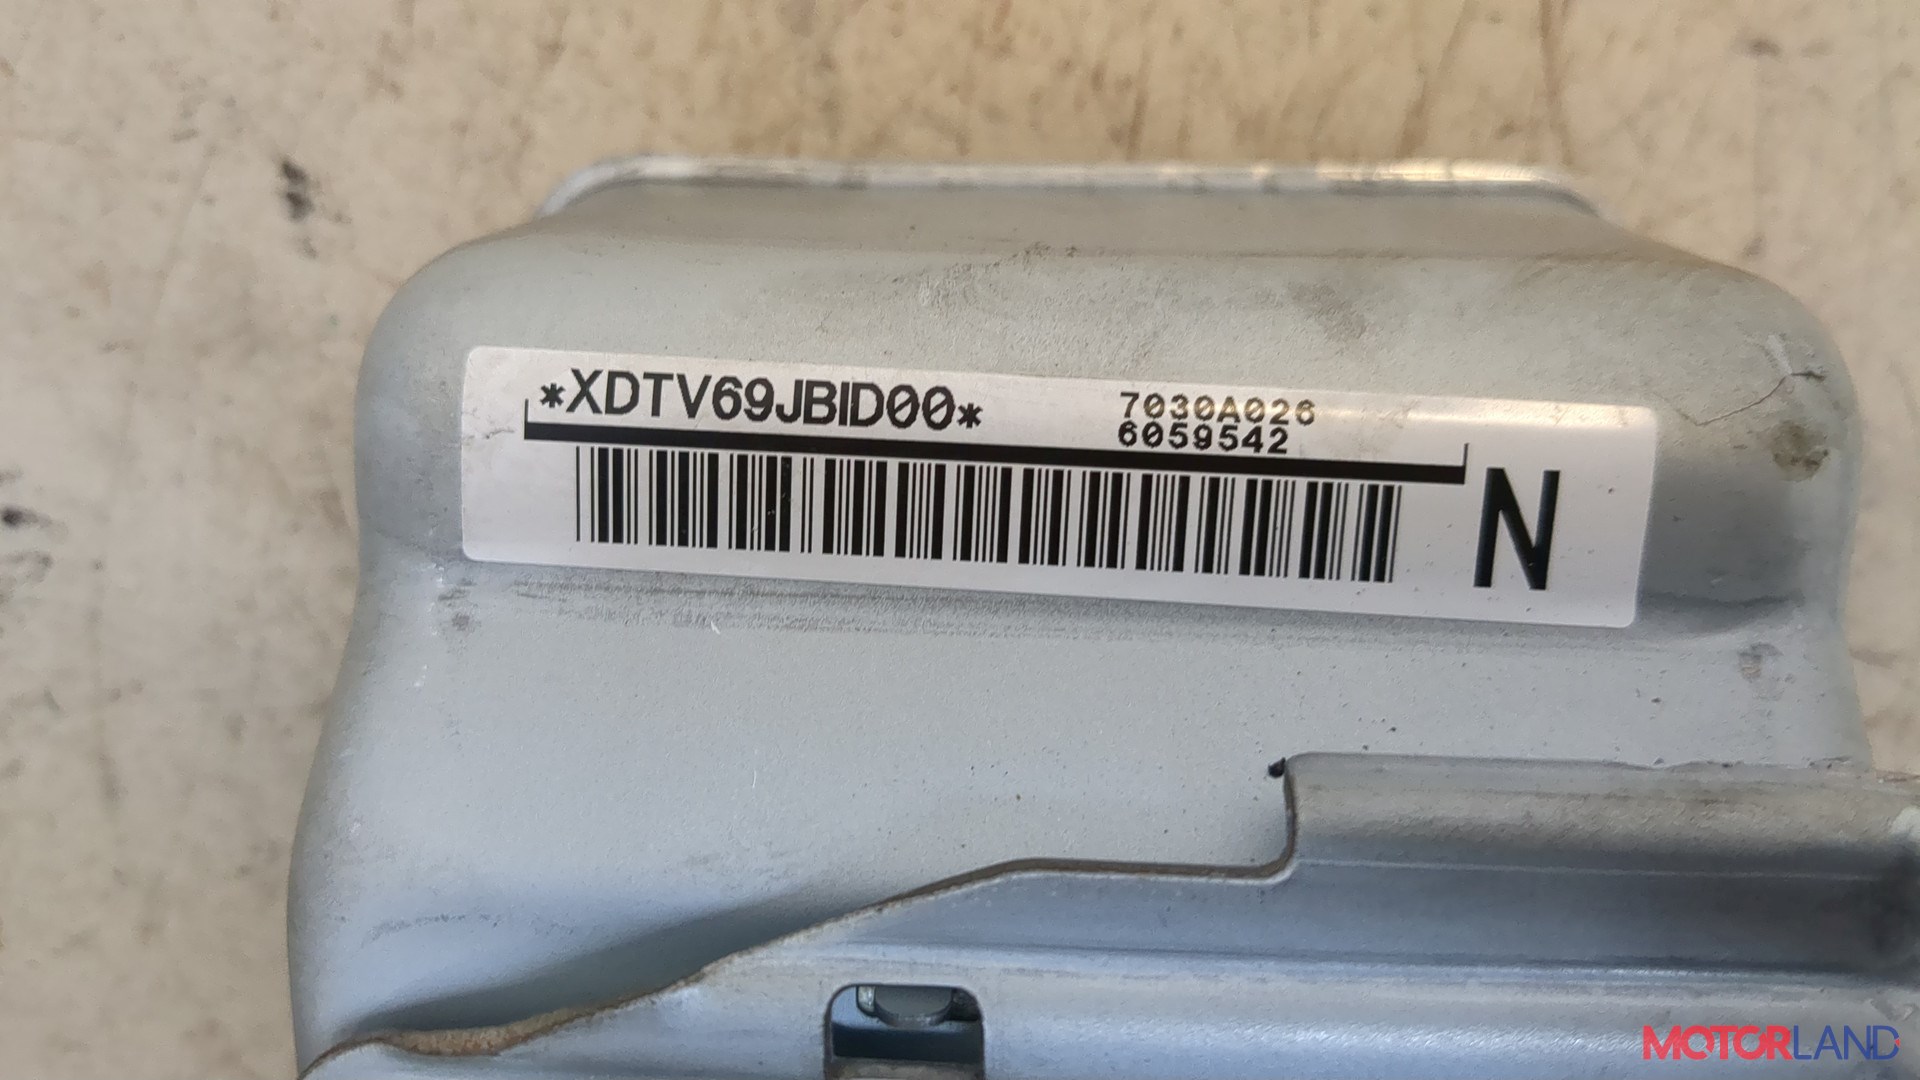 *XDTV69JBID00*
7030A026
6059542
N
MOTORLAND